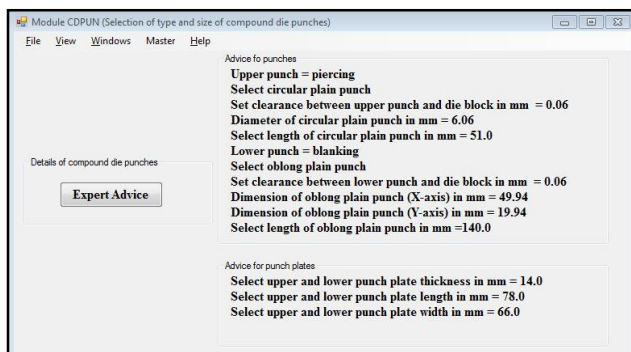 Module CDPUN (Selection of type and size of compound die punches)
File View Windows Master Help
Advice fo punches
Upper punch = piercing
Select circular plain punch
Set clearance between upper punch and die block in mm = 0.06
Diameter of circular plain punch in mm = 6.06
Select length of circular plain punch in mm = 51.0
Lower punch = blanking
Select oblong plain punch
Set clearance between lower punch and die block in mm = 0.06
Dimension of oblong plain punch (X-axis) in mm = 49.94
Dimension of oblong plain punch (Y-axis) in mm = 19.94
Select length of oblong plain punch in mm =140.0
Details of compound die punches
Expert Advice
Advice for punch plates
Select upper and lower punch plate thickness in mm = 14.0
Select upper and lower punch plate length in mm = 78.0
Select upper and lower punch plate width in mm = 66.0